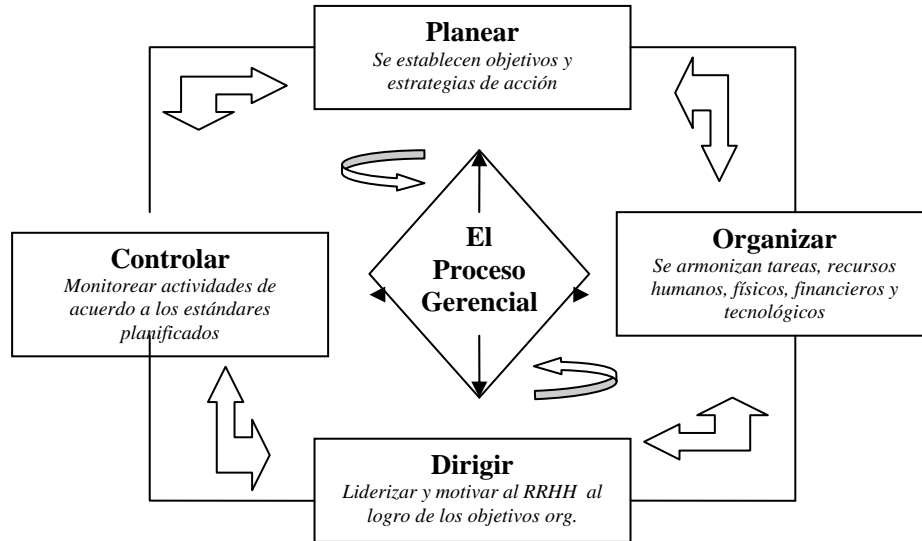 Planear
Se establecen objetivos y
estrategias de acción
Controlar
Monitorear actividades de
acuerdo a los estándares
planificados
El
Proceso
Gerencial
Organizar
Se armonizan tareas, recursos
humanos, físicos, financieros y
tecnológicos
Dirigir
Liderizar y motivar al RRHH al
logro de los objetivos org.